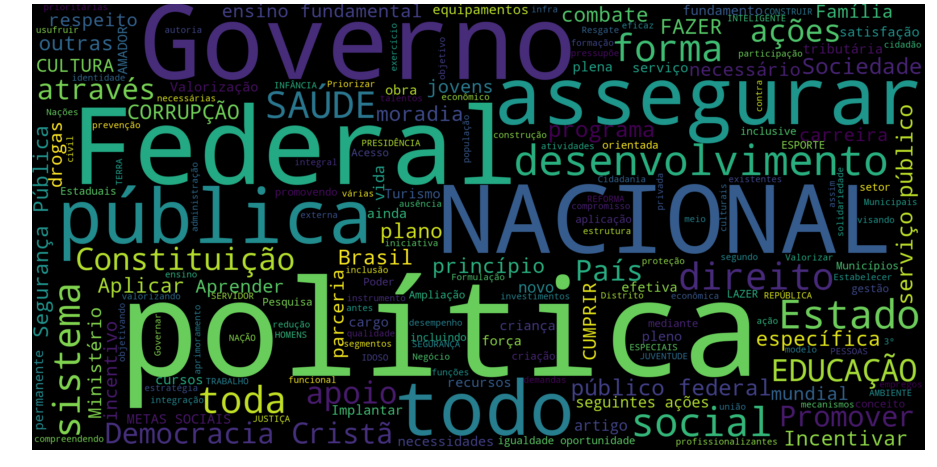 prioritárias
respeito
ensino fundamental
equipamentos
infra
combate
fundamento
CONSTRUIR
Família
usufruir
Governo
autoria
AMADOR
exercício
Resgate
eficaz
FAZER
INTELIGENTE
ações
satisfação
outras
formação
forma
participação
cidadão
CULTURA
identidade
Valorização
objetivo
pressupõe
plena
serviço
necessário
tributária
Sociedade
através
INFÂNCIA
Priorizar
jovens
Nações
necessárias
CORRUPÇÃO
SAÚDE
obra
talentos
econômico
moradia
assegurar
contra
Segurança Pública
drogas
civil
prevenção
Federal
PRESIDÊNCIA
população
construção
programa
orientada
inclusive
carreira
atividades
ESPORTE
serviço público
TERRA
integral
Acesso
vida
desenvolvimento
Estaduais
administração
promovendo
várias
Turismo
Cidadania
existentes
setor
pública
externa
ausência
ainda
NACIONAL
REFORMA
compromisso
privada
culturais
assim
solidariedade
Municipais
aplicação
meio
visando
plano
iniciativa
estrutura
Constituição
Brasil
inclusão
Poder
Formulação
princípio
País
proteção
segundo
Valorizar
Municípios
Estabelecer
direito
gestão
ensino
Aplicar
Aprender
parceria
instrumento
Ampliação
novo
investimentos
efetiva
Distrito
econômica
LAZER
REPÚBLICA
sistema
Ministério
objetivando
valorizando
SERVIDOR
Pesquisa
antes
política
Estado
Governar
aprimoramento
NAÇÃO
redução
HOMENS
qualidade
segmentos
cargo
desempenho
incluindo
SEGURANÇA
força
criança
CUMPRIR
mediante
pleno
ação
modelo
PESSOAS
3º
específica
IDOSO
Negócio
criação
ESPECIAIS
JUVENTUDE
permanente
incentivo
cursos
estratégia
integração
TRABALHO
funcional
funções
recursos
demandas
público federal
mundial
EDUCAÇÃO
AMBIENTE
toda
apoio
todo
seguintes ações
mecanismos
conceito
METAS SOCIAIS
JUSTIÇA
Implantar
artigo
social
união
Promover
compreendendo
Democracia Cristã
necessidades
igualdade oportunidade
profissionalizantes
Incentivar